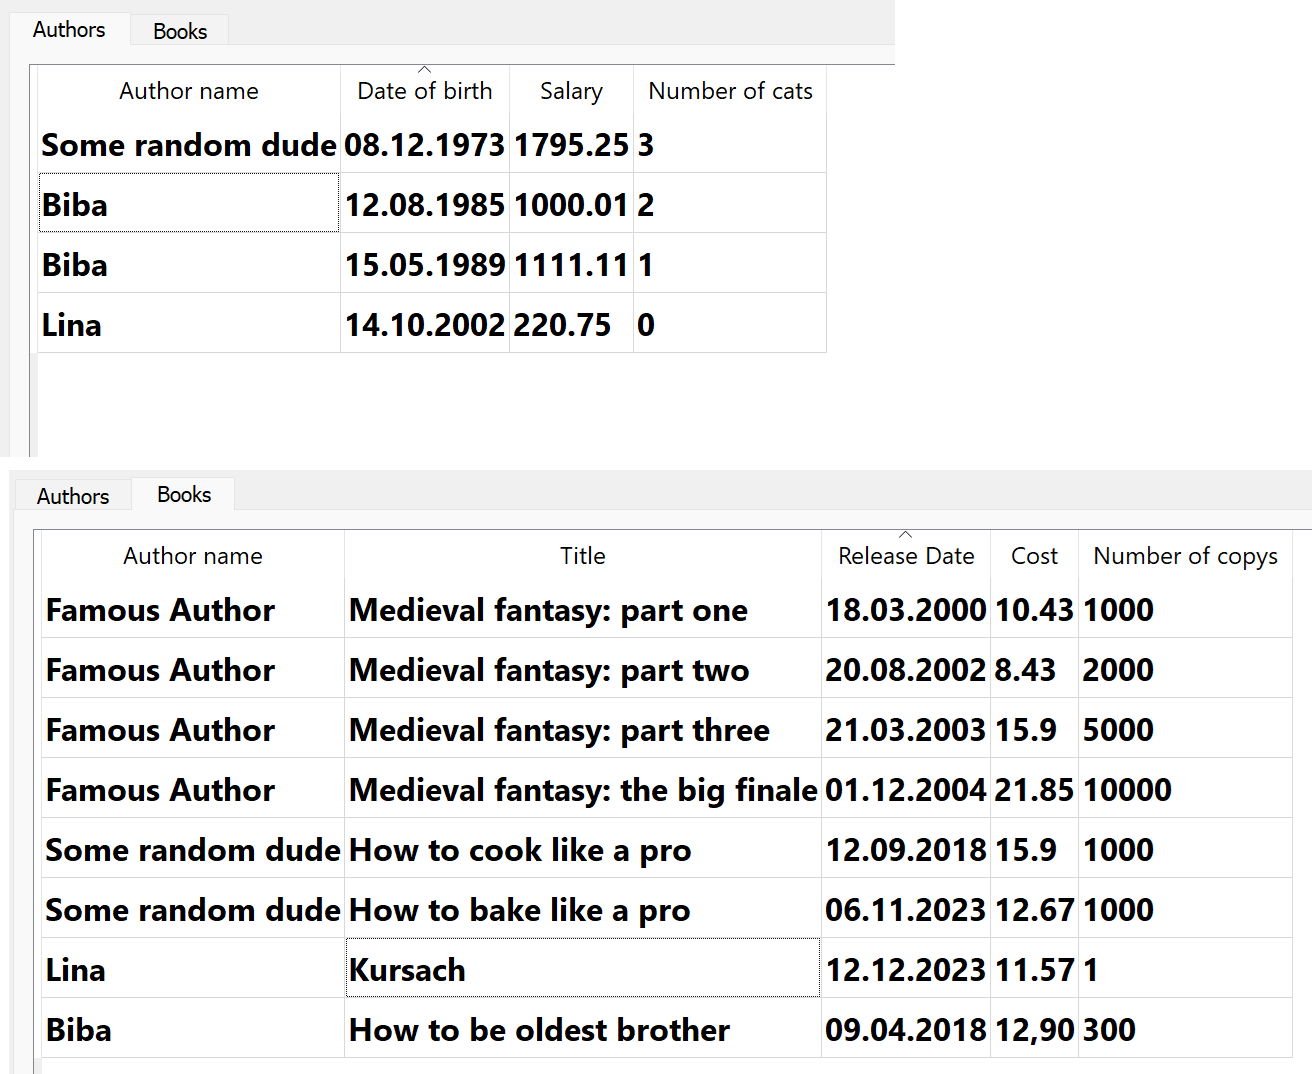 Authors Books
Author name Date of birth Salary Number of cats
Some random dude 08.12.1973 1795.25 3
Biba 12.08.1985 1000.01 2
Biba 15.05.1989 1111.11 1
Lina 14.10.2002 220.75 0
Authors Books
Author name Title Release Date Cost Number of copys
Famous Author Medieval fantasy: part one 18.03.2000 10.43 1000
Famous Author Medieval fantasy: part two 20.08.2002 8.43 2000
Famous Author Medieval fantasy: part three 21.03.2003 15.9 5000
Famous Author Medieval fantasy: the big finale 01.12.2004 21.85 10000
Some random dude How to cook like a pro 12.09.2018 15.9 1000
Some random dude How to bake like a pro 06.11.2023 12.67 1000
Lina Kursach 12.12.2023 11.57 1
Biba How to be oldest brother 09.04.2018 12,90 300